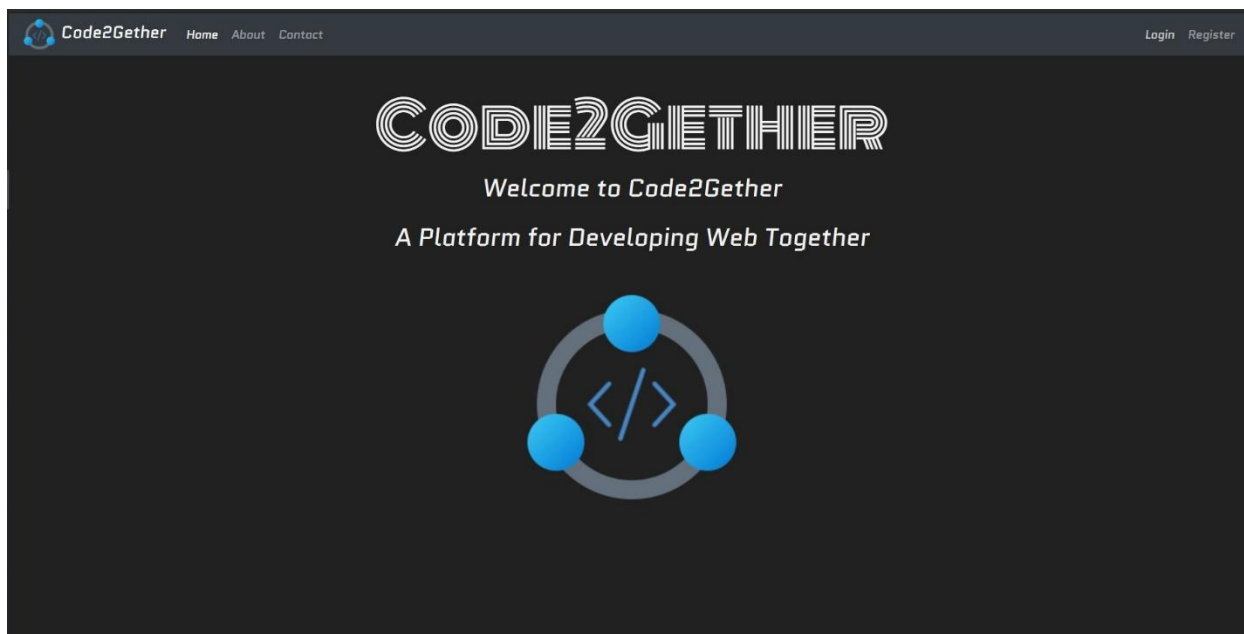 Code2Gether Home About Contact Login Register
CODE2GETHER
Welcome to Code2Gether
A Platform for Developing Web Together
</>